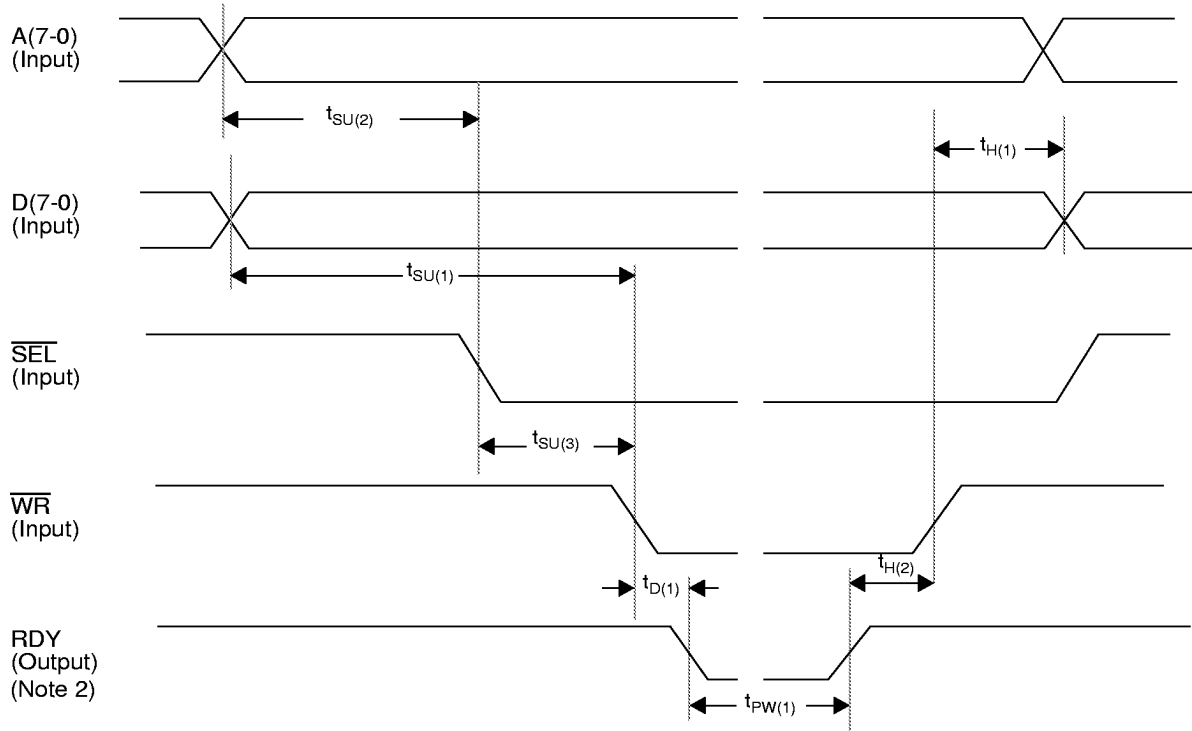 A(7-0)
(Input)
tSU(2)
tH(1)
D(7-0)
(Input)
tSU(1)
SEL
(Input)
tSU(3)
WR
(Input)
tH(2)
tD(1)
RDY
(Output)
(Note 2)
tPW(1)